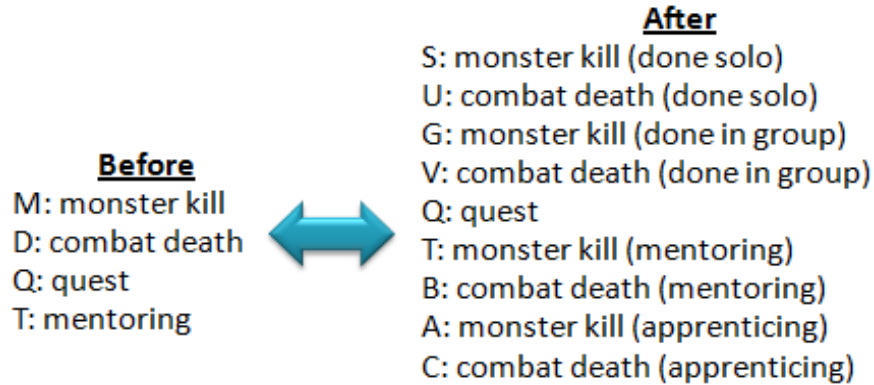 Before
M: monster kill
D: combat death
Q: quest
T: mentoring
After
S: monster kill (done solo)
U: combat death (done solo)
G: monster kill (done in group)
V: combat death (done in group)
Q: quest
T: monster kill (mentoring)
B: combat death (mentoring)
A: monster kill (apprenticing)
C: combat death (apprenticing)